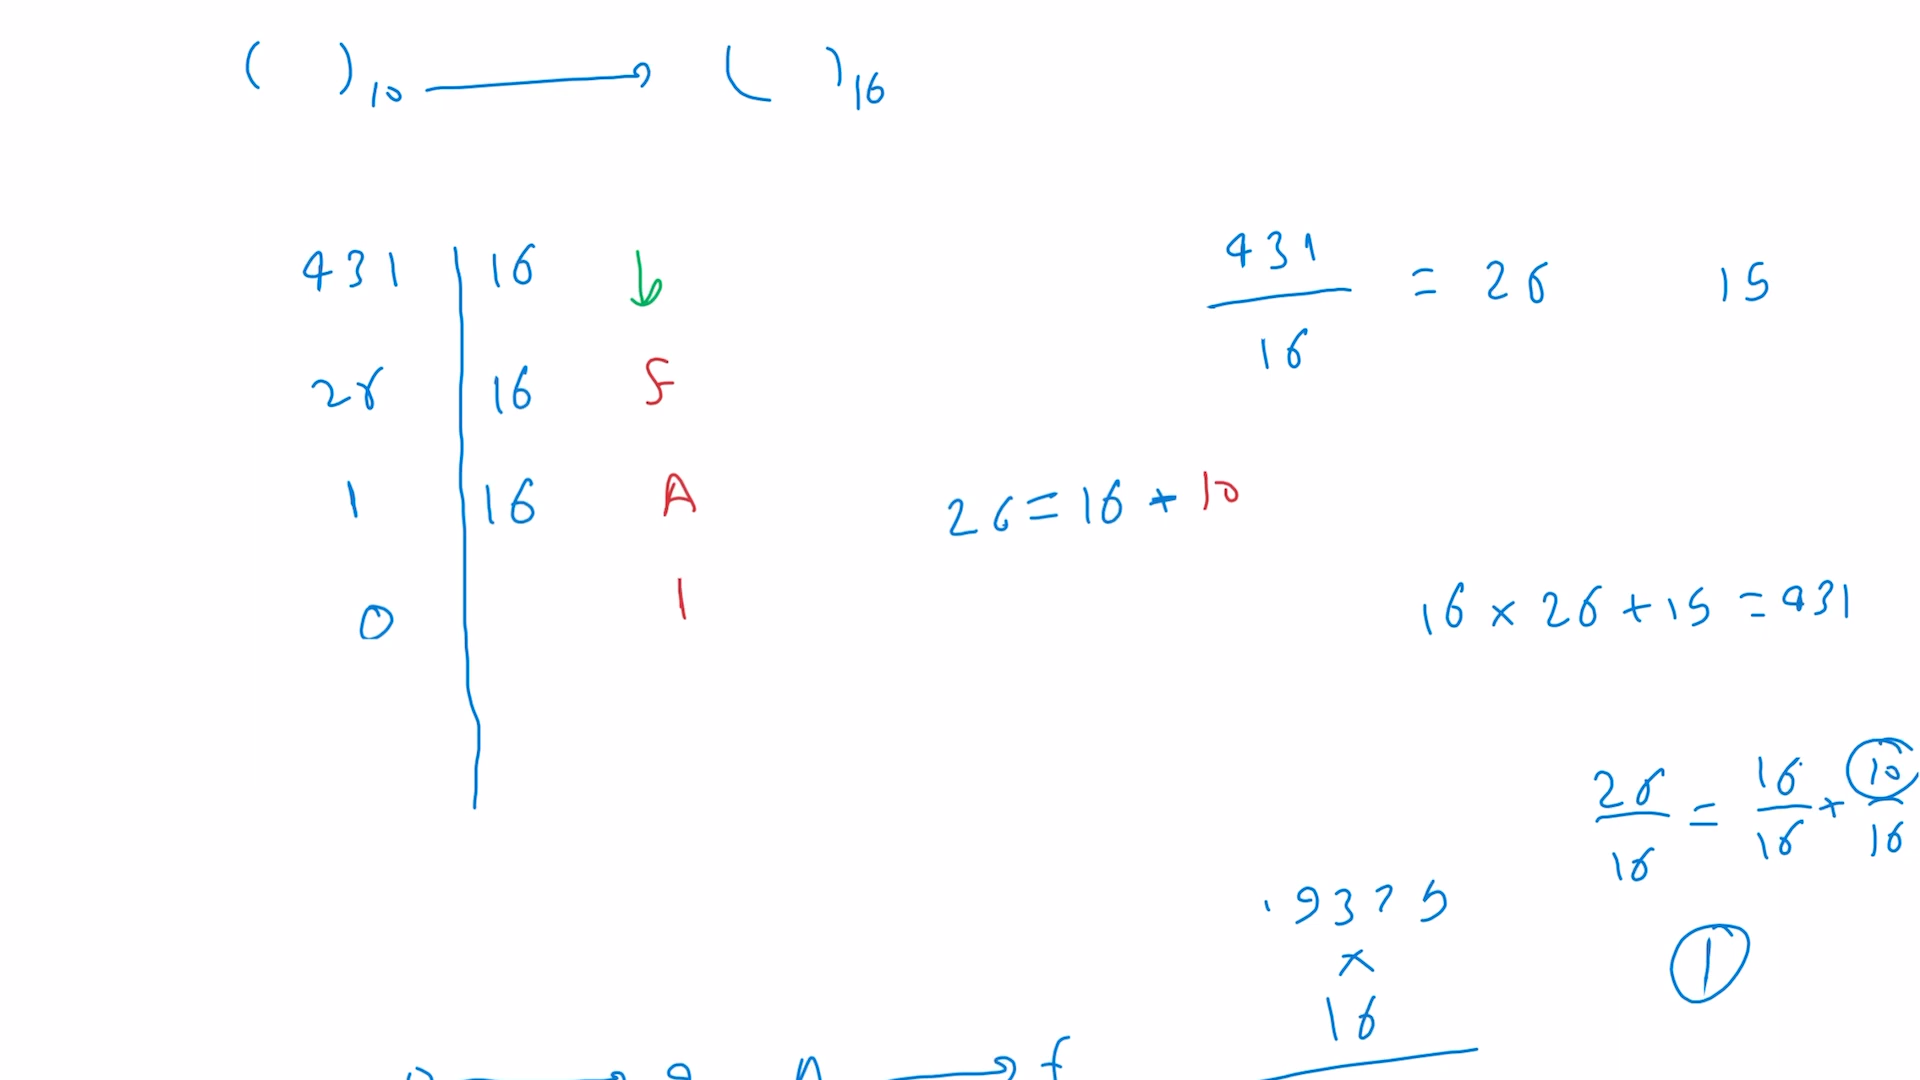 ( )10 → ( )16
431 | 16 ↓
26 | 16 F
1 | 16 A
0 | 1
431/16 = 26 15
26 = 16 + 10
16 × 26 + 15 = 431
26/16 = 16/16 + 10/16
1
.9375
×
16
→ f